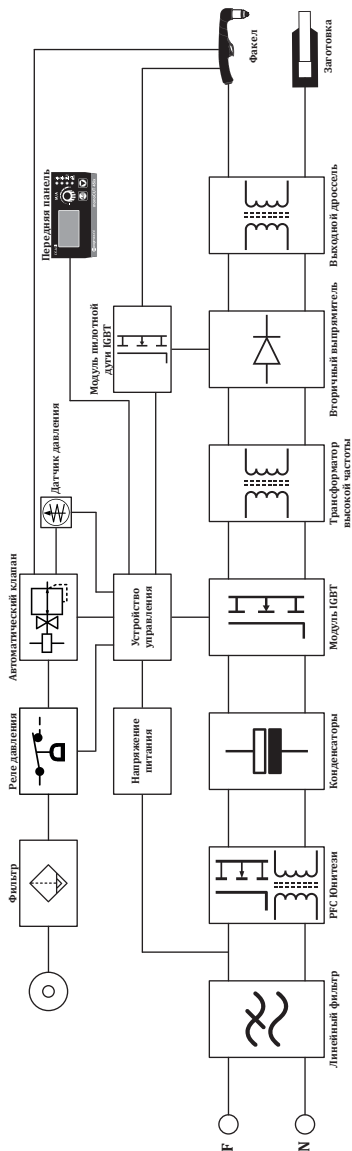 Факел
Заготовка
Передняя панель
Выходной дроссель
Модуль пилотной
дуги IGBT
Вторичный выпрямитель
Датчик давления
Трансформатор
высокой частоты
Автоматический клапан
Устройство
управления
Модуль IGBT
Реле давления
Напряжение
питания
Конденсаторы
Фильтр
PFC Юнитези
Линейный фильтр
F
N